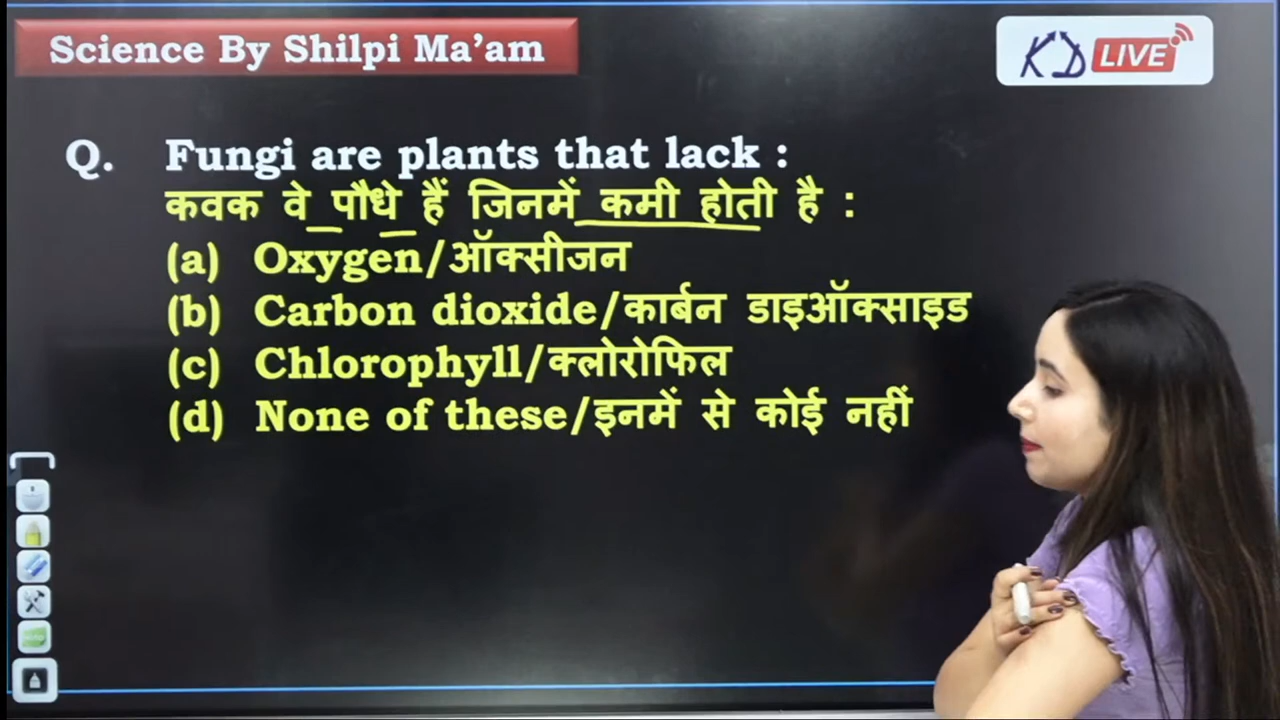 Science By Shilpi Ma’am
KD LIVE
Q. Fungi are plants that lack :
कवक वे पौधे हैं जिनमें कमी होती है :
(a) Oxygen/ऑक्सीजन
(b) Carbon dioxide/कार्बन डाइऑक्साइड
(c) Chlorophyll/क्लोरोफिल
(d) None of these/इनमें से कोई नहीं